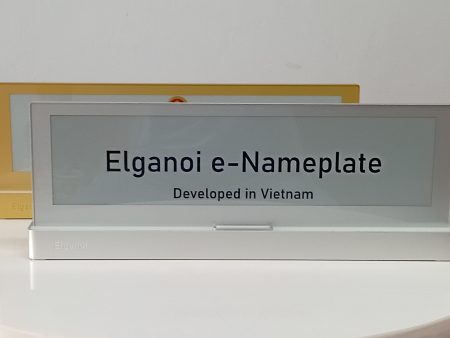 Elganoi e-Nameplate
Developed in Vietnam
Elganoi